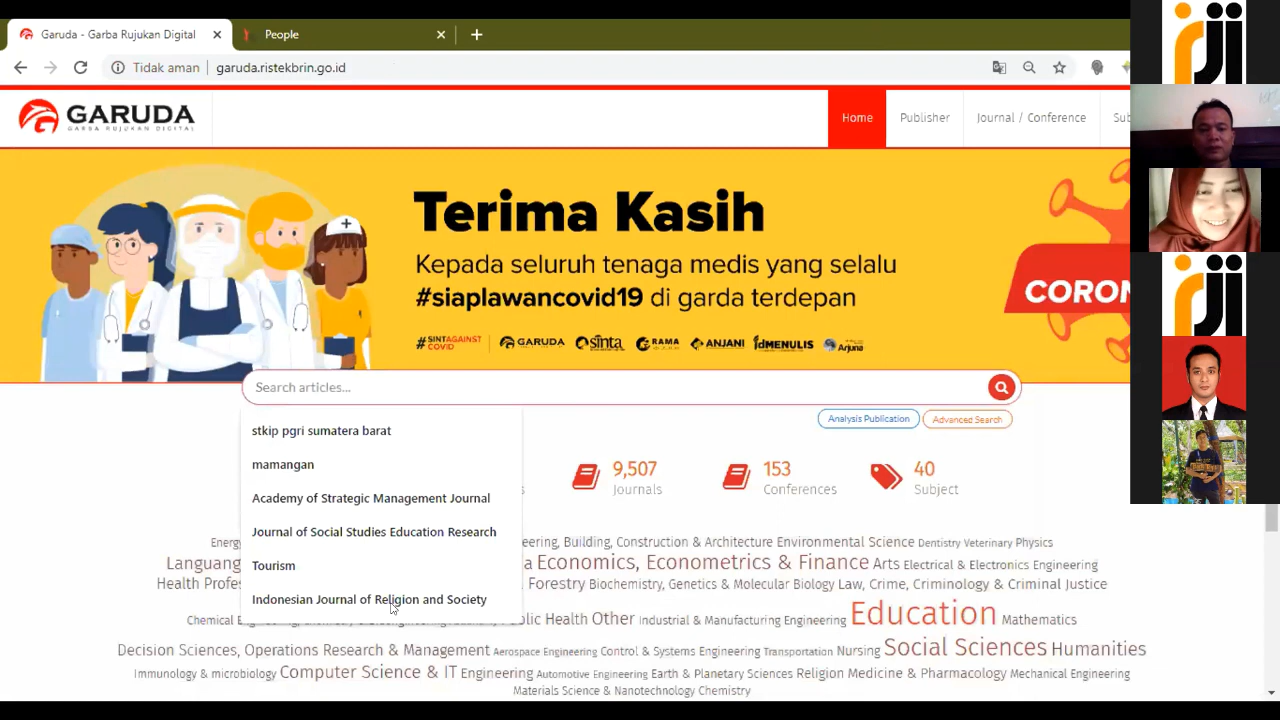 Garuda - Garba Rujukan Digital
People
Tidak aman
garuda.ristekbrin.go.id
GARUDA
GARBA RUJUKAN DIGITAL
Home
Publisher
Journal / Conference
Sub
Terima Kasih
Kepada seluruh tenaga medis yang selalu
#siaplawancovid19 di garda terdepan
CORON
#SINTAGAINST COVID
GARUDA
sinta
RAMA
ANJANI
idMENULIS
Arjuna
Search articles...
Analysis Publication
Advanced Search
stkip pgri sumatera barat
mamangan
Academy of Strategic Management Journal
Journal of Social Studies Education Research
Tourism
Indonesian Journal of Religion and Society
9,507
Journals
153
Conferences
40
Subject
Energ
ering, Building, Construction & Architecture Environmental Science Dentistry Veterinary Physics
Languag
a Economics, Econometrics & Finance Arts Electrical & Electronics Engineering
Health Profes
Forestry Biochemistry, Genetics & Molecular Biology Law, Crime, Criminology & Criminal Justice
Chemical
Health Other Industrial & Manufacturing Engineering Education Mathematics
Decision Sciences, Operations Research & Management Aerospace Engineering Control & Systems Engineering Transportation Nursing Social Sciences Humanities
Immunology & microbiology Computer Science & IT Engineering Automotive Engineering Earth & Planetary Sciences Religion Medicine & Pharmacology Mechanical Engineering
Materials Science & Nanotechnology Chemistry
rji
rji